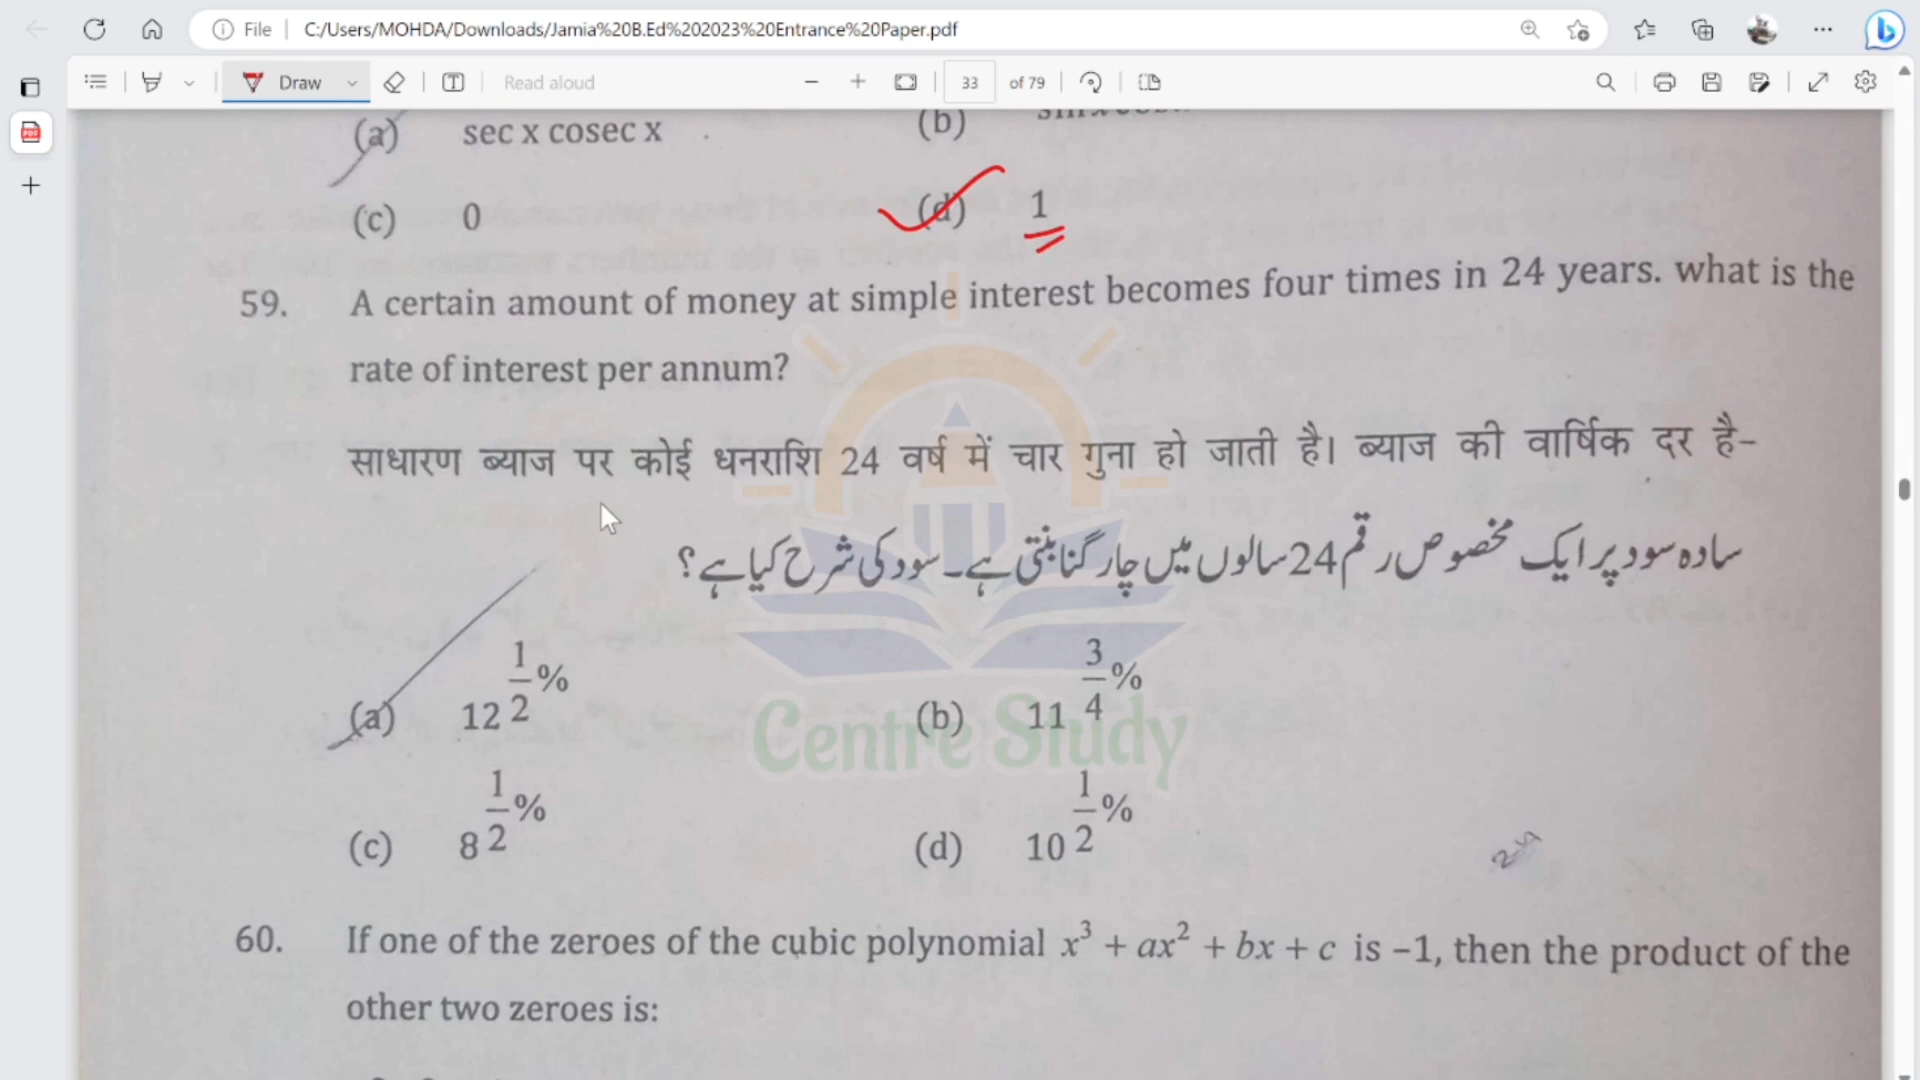 File
C:/Users/MOHDA/Downloads/Jamia%20B.Ed%202023%20Entrance%20Paper.pdf
Draw
Read aloud
33 of 79
(a) sec x cosec x
(b)
(c) 0
(d) 1
59. A certain amount of money at simple interest becomes four times in 24 years. what is the
rate of interest per annum?
साधारण ब्याज पर कोई धनराशि 24 वर्ष में चार गुना हो जाती है। ब्याज की वार्षिक दर है-
سادہ سود پر ایک مخصوص رقم 24 سالوں میں چار گنا بنتی ہے۔ سود کی شرح کیا ہے؟
(a) 12 1/2%
(b) 11 3/4%
Centre Study
(c) 8 1/2%
(d) 10 1/2%
60. If one of the zeroes of the cubic polynomial x³ + ax² + bx + c is −1, then the product of the
other two zeroes is: